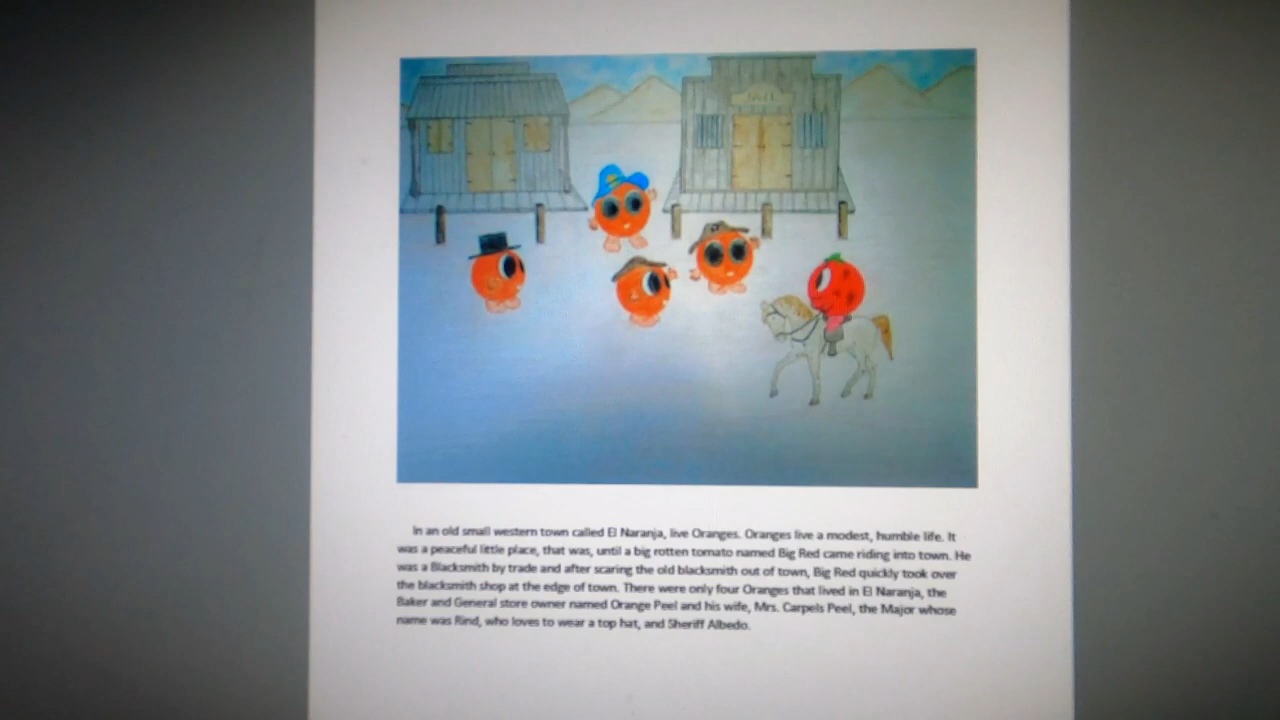 In an old small western town called El Naranja, live Oranges. Oranges live a modest, humble life. It
was a peaceful little place, that was, until a big rotten tomato named Big Red came riding into town. He
was a Blacksmith by trade and after scaring the old blacksmith out of town, Big Red quickly took over
the blacksmith shop at the edge of town. There were only four Oranges that lived in El Naranja, the
Baker and General store owner named Orange Peel and his wife, Mrs. Carpels Peel, the Major whose
name was Rind, who loves to wear a top hat, and Sheriff Albedo.